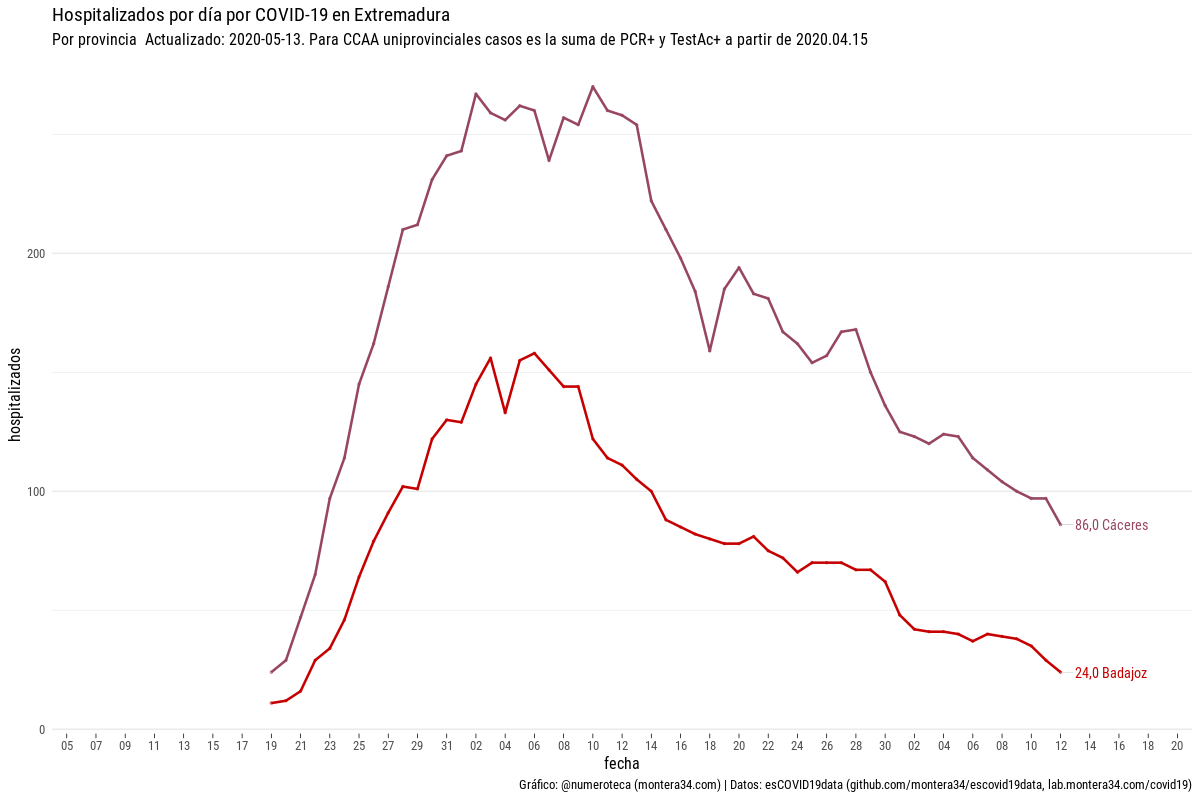 Hospitalizados por día por COVID-19 en Extremadura
Por provincia  Actualizado: 2020-05-13. Para CCAA uniprovinciales casos es la suma de PCR+ y TestAc+ a partir de 2020.04.15
hospitalizados
200
100
0
86,0 Cáceres
24,0 Badajoz
05 07 09 11 13 15 17 19 21 23 25 27 29 31 02 04 06 08 10 12 14 16 18 20 22 24 26 28 30 02 04 06 08 10 12 14 16 18 20
fecha
Gráfico: @numeroteca (montera34.com) | Datos: esCOVID19data (github.com/montera34/escovid19data, lab.montera34.com/covid19)